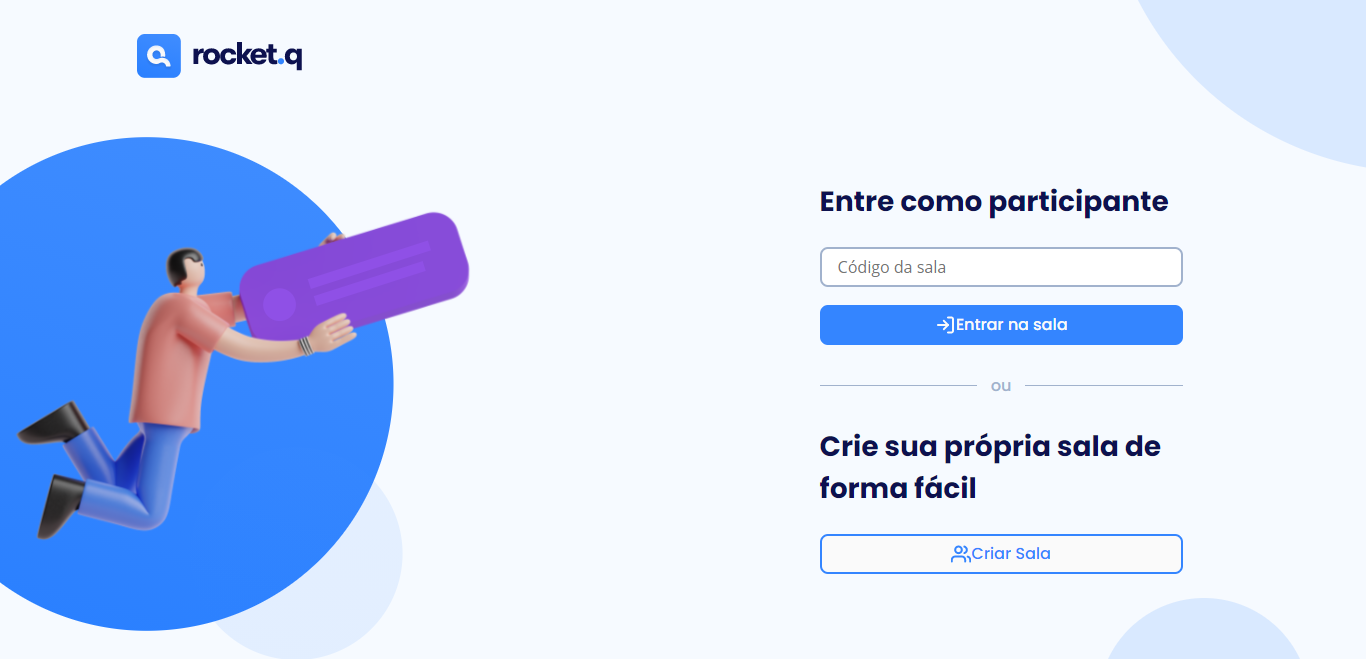 rocket.q
Entre como participante
Código da sala
Entrar na sala
ou
Crie sua própria sala de
forma fácil
Criar Sala